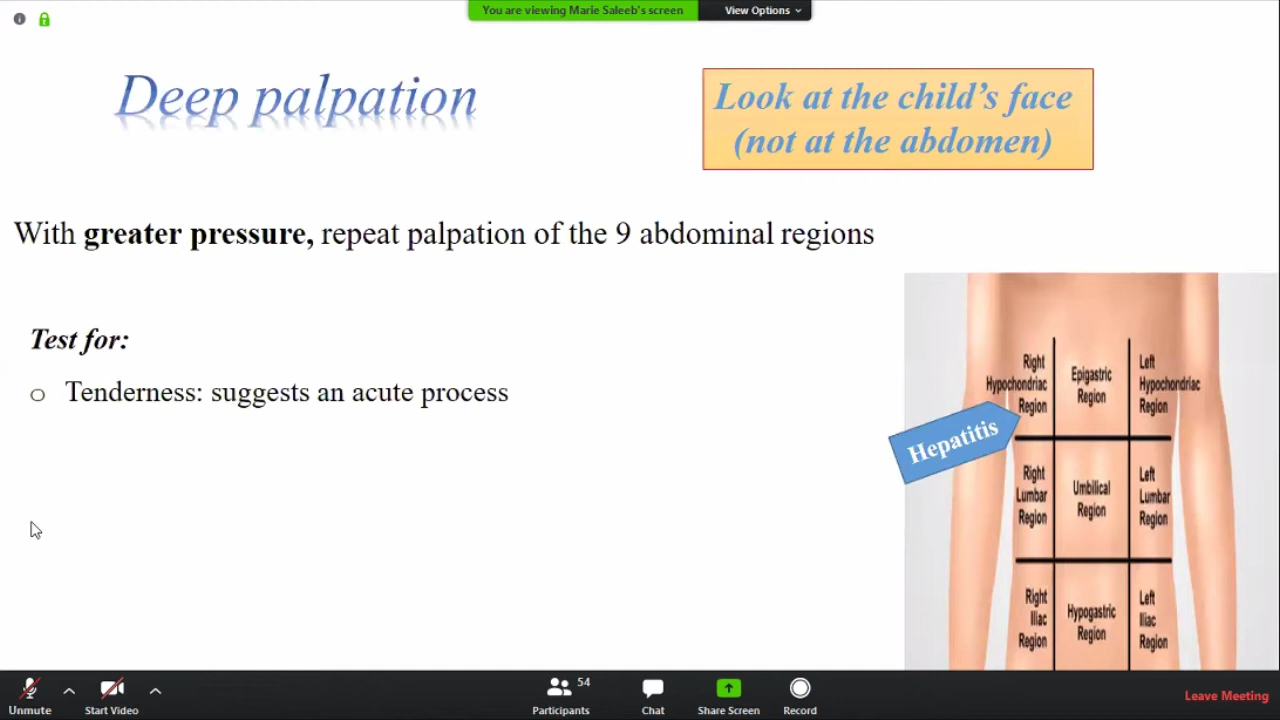 You are viewing Marie Saleeb's screen
View Options
Deep palpation
Look at the child's face
(not at the abdomen)
With greater pressure, repeat palpation of the 9 abdominal regions
Test for:
o Tenderness: suggests an acute process
Right
Hypochondriac
Region
Epigastric
Region
Left
Hypochondriac
Region
Hepatitis
Right
Lumbar
Region
Umbilical
Region
Left
Lumbar
Region
Right
Iliac
Region
Hypogastric
Region
Left
Iliac
Region
Unmute
Start Video
54
Participants
Chat
Share Screen
Record
Leave Meeting